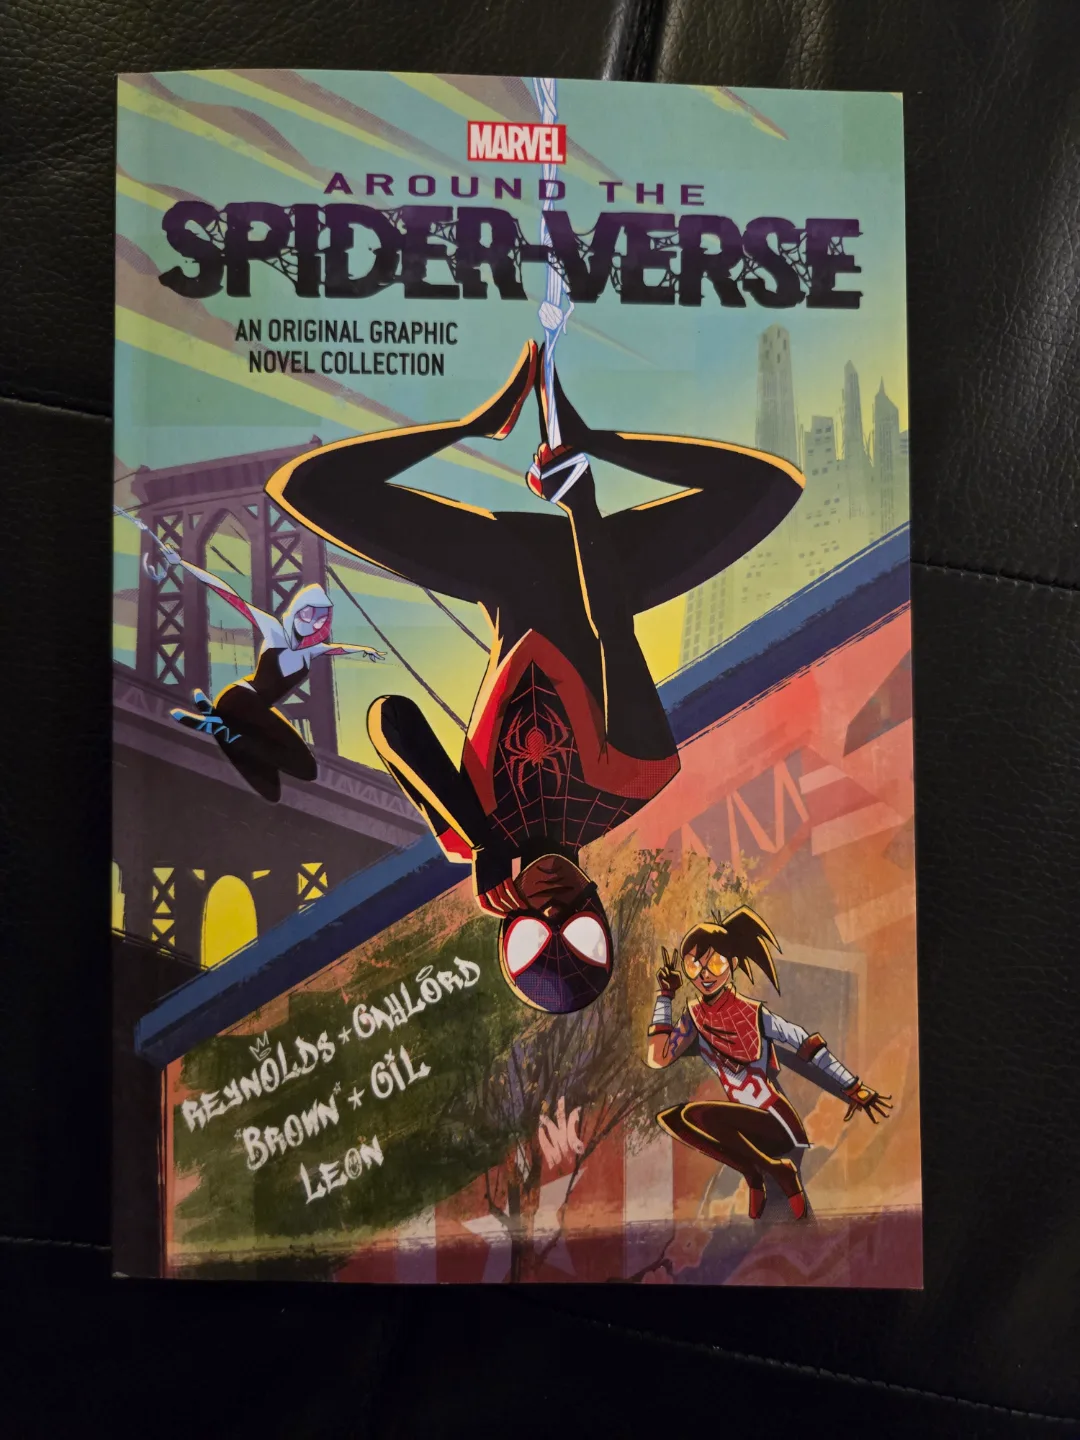 MARVEL
AROUND THE
SPIDER-VERSE
AN ORIGINAL GRAPHIC
NOVEL COLLECTION
REYNOLDS * GAYLORD
BROWN * GIL
LEON